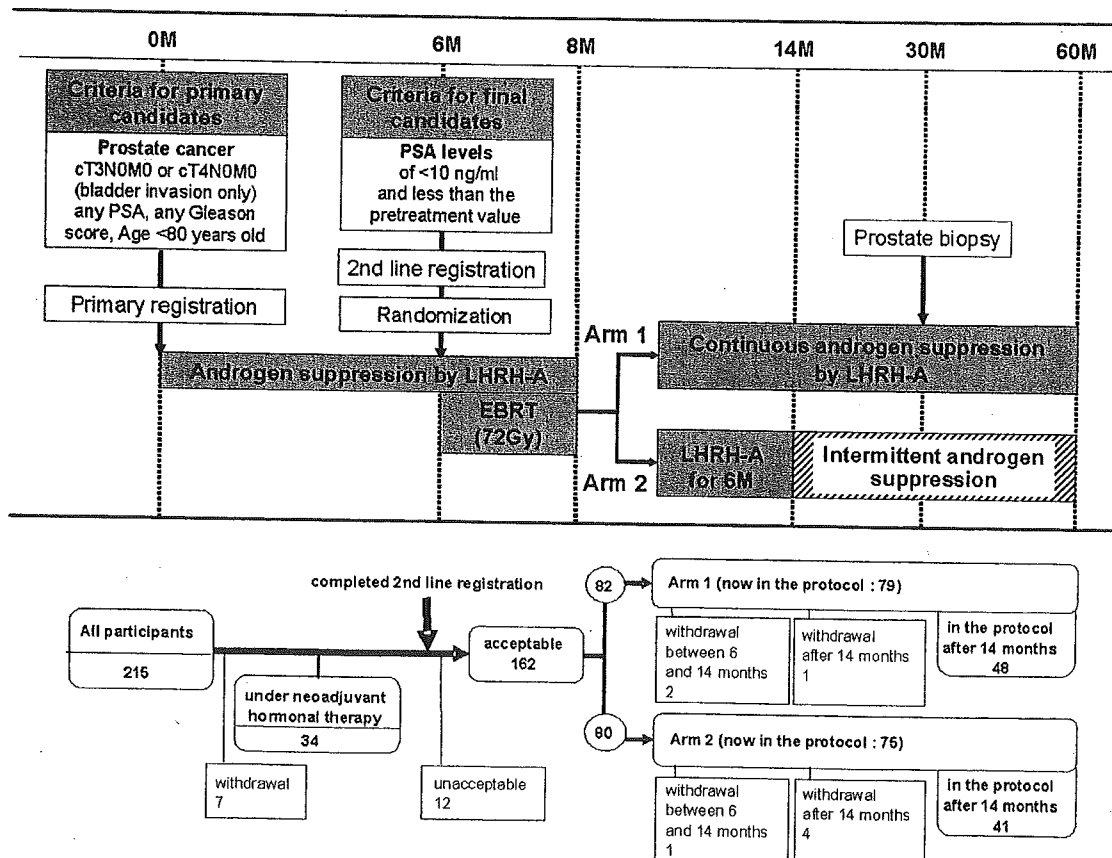 0M 6M 8M 14M 30M 60M
Criteria for primary
candidates
Prostate cancer
cT3N0M0 or cT4N0M0
(bladder invasion only)
any PSA, any Gleason
score, Age <80 years old
Primary registration
Criteria for final
candidates
PSA levels
of <10 ng/ml
and less than the
pretreatment value
2nd line registration
Randomization
Prostate biopsy
Androgen suppression by LHRH-A
EBRT
(72Gy)
Arm 1
Continuous androgen suppression
by LHRH-A
Arm 2
LHRH-A
for 6M
Intermittent androgen
suppression
completed 2nd line registration
All participants
215
withdrawal
7
under neoadjuvant
hormonal therapy
34
unacceptable
12
acceptable
162
82
Arm 1 (now in the protocol : 79)
withdrawal
between 6
and 14 months
2
withdrawal
after 14 months
1
in the protocol
after 14 months
48
80
Arm 2 (now in the protocol : 75)
withdrawal
between 6
and 14 months
1
withdrawal
after 14 months
4
in the protocol
after 14 months
41